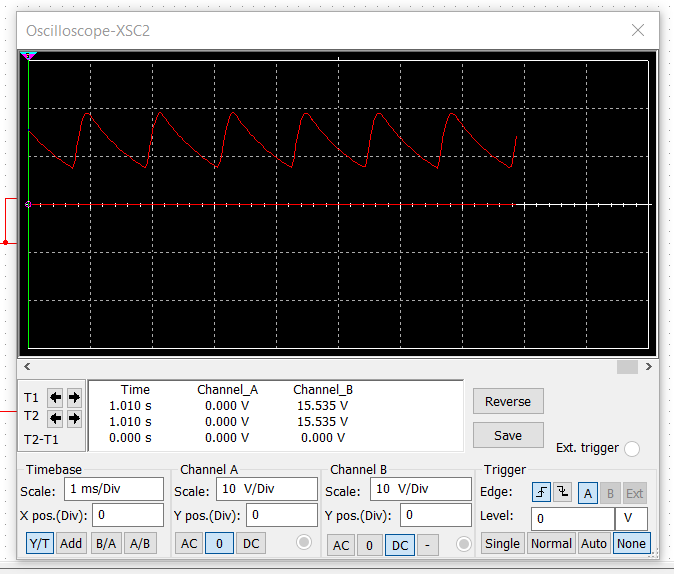 Oscilloscope-XSC2
Time Channel_A Channel_B
T1 1.010 s 0.000 V 15.535 V
T2 1.010 s 0.000 V 15.535 V
T2-T1 0.000 s 0.000 V 0.000 V
Reverse
Save
Ext. trigger
Timebase
Scale: 1 ms/Div
X pos.(Div): 0
Y/T Add B/A A/B
Channel A
Scale: 10 V/Div
Y pos.(Div): 0
AC 0 DC
Channel B
Scale: 10 V/Div
Y pos.(Div): 0
AC 0 DC -
Trigger
Edge: A B Ext
Level: 0 V
Single Normal Auto None